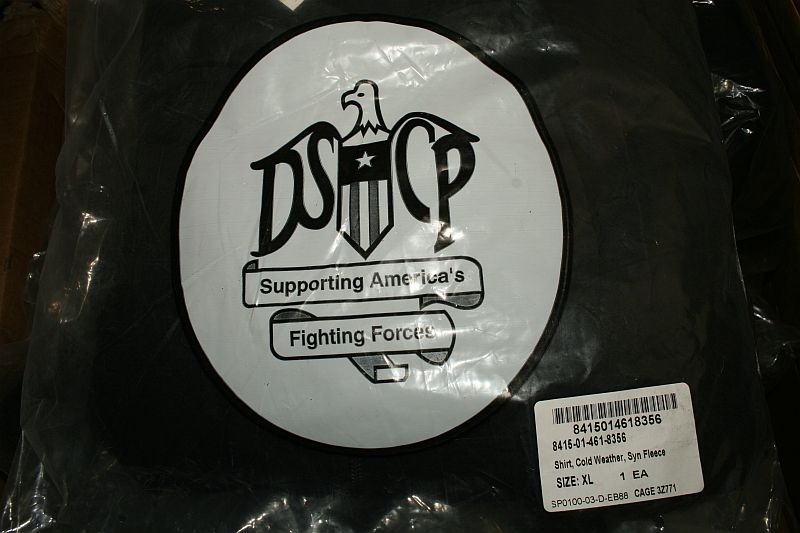 DSCP
Supporting America's
Fighting Forces
8415014618356
8415-01-461-8356
Shirt, Cold Weather, Syn Fleece
SIZE: XL 1 EA
SP0100-03-D-EB88 CAGE 3Z771